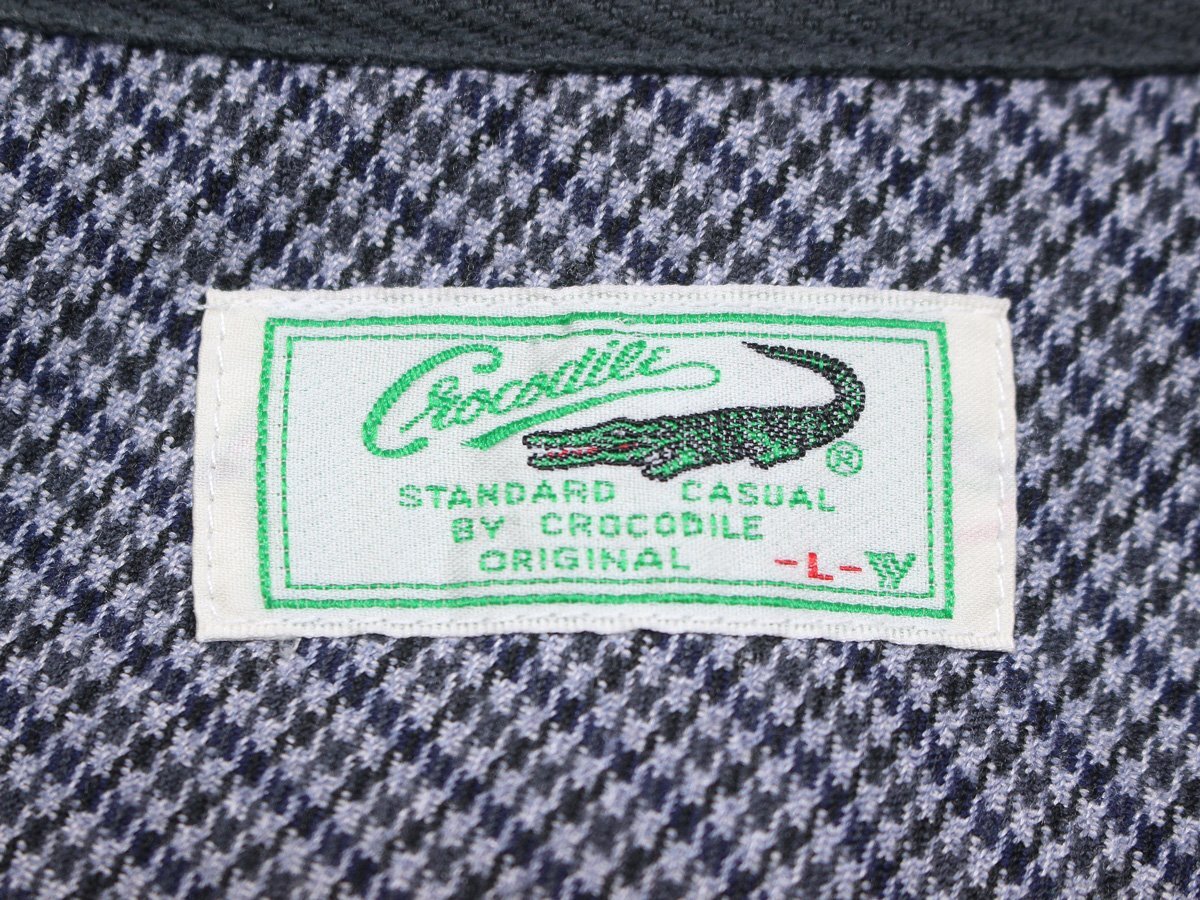 Crocodile
®
STANDARD CASUAL
BY CROCODILE
ORIGINAL
-L-